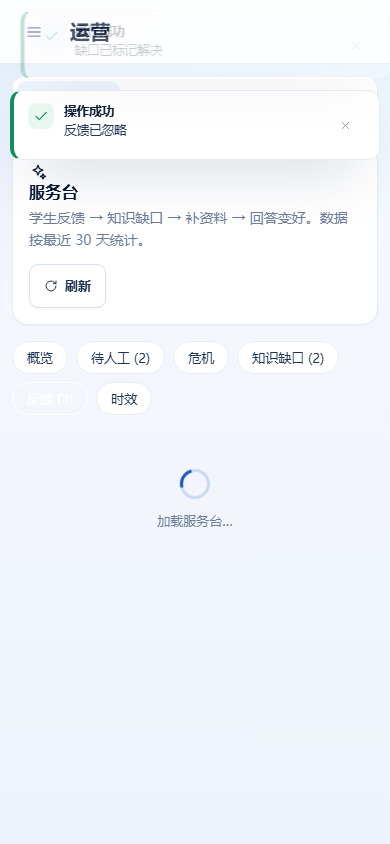 运营
功
缺口已标记解决
操作成功
反馈已忽略
服务台
学生反馈 → 知识缺口 → 补资料 → 回答变好。数据
按最近 30 天统计。
刷新
概览
待人工 (2)
危机
知识缺口 (2)
反馈 (3)
时效
加载服务台...